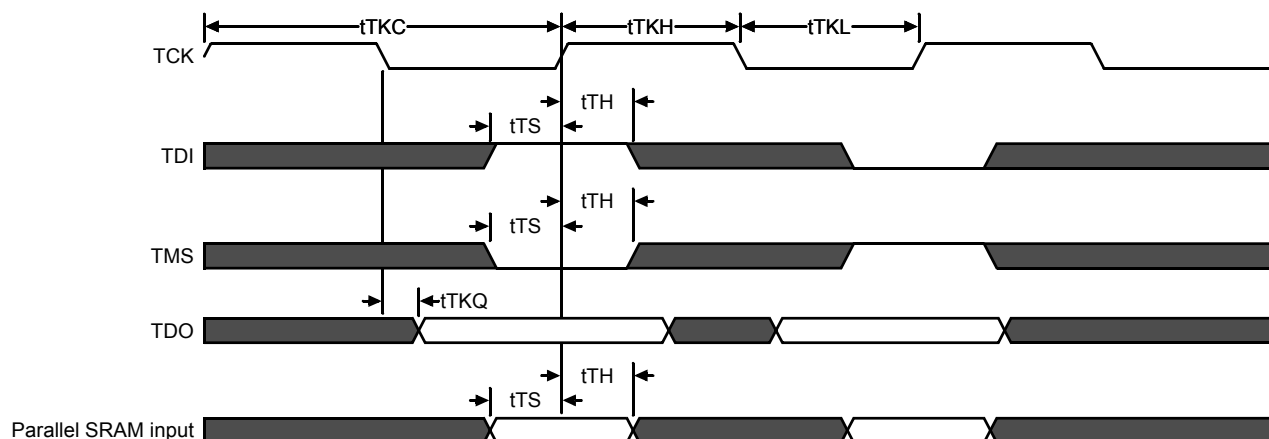 tTKC tTKH tTKL
TCK
tTH
tTS
TDI
tTH
tTS
TMS
tTKQ
TDO
tTH
tTS
Parallel SRAM input